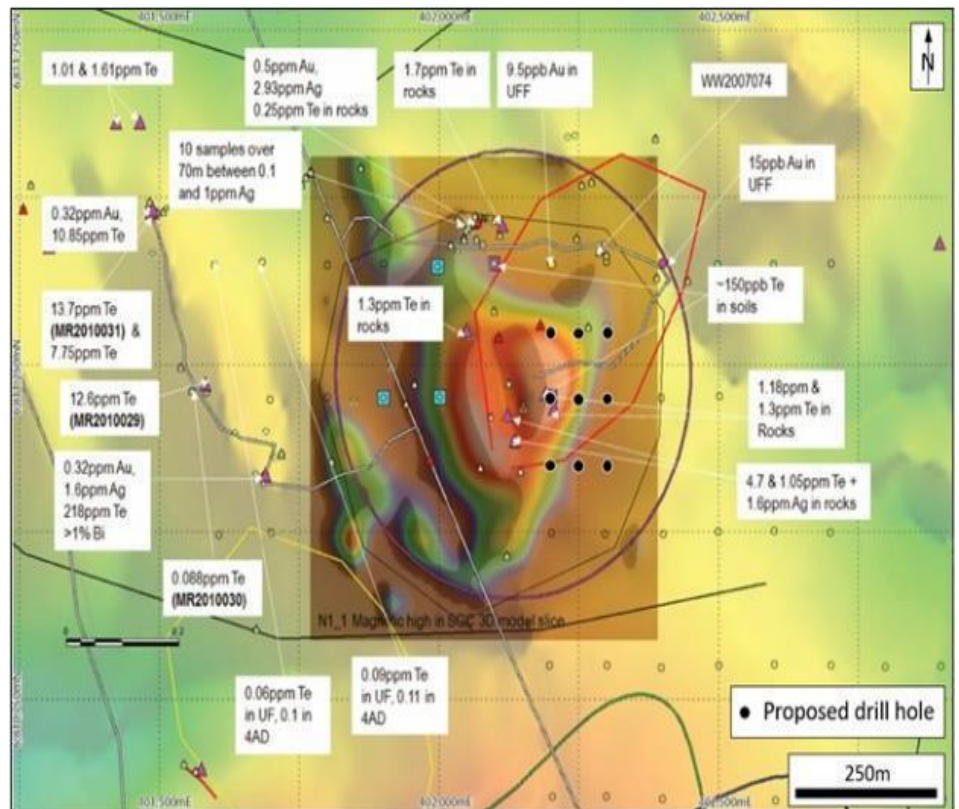 401,500mE
402,000mE
402,500mE
N
1.01 & 1.61ppm Te
0.5ppm Au,
2.93ppm Ag
0.25ppm Te in rocks
1.7ppm Te in
rocks
9.5ppb Au in
UFF
WW2007074
10 samples over
70m between 0.1
and 1ppm Ag
15ppb Au in
UFF
0.32ppm Au,
10.85ppm Te
~150ppb Te
in soils
13.7ppm Te
(MR2010031) &
7.75ppm Te
1.3ppm Te in
rocks
12.6ppm Te
(MR2010029)
1.18ppm &
1.3ppm Te in
Rocks
0.32ppm Au,
1.6ppm Ag
218ppm Te
>1% Bi
4.7 & 1.05ppm Te +
1.6ppm Ag in rocks
0.088ppm Te
(MR2010030)
N1_1 Magnetic high in SGC 3D model slice
0.06ppm Te
in UF, 0.1 in
4AD
0.09ppm Te
in UF, 0.11 in
4AD
Proposed drill hole
250m
401,500mE
402,000mE
402,500mE